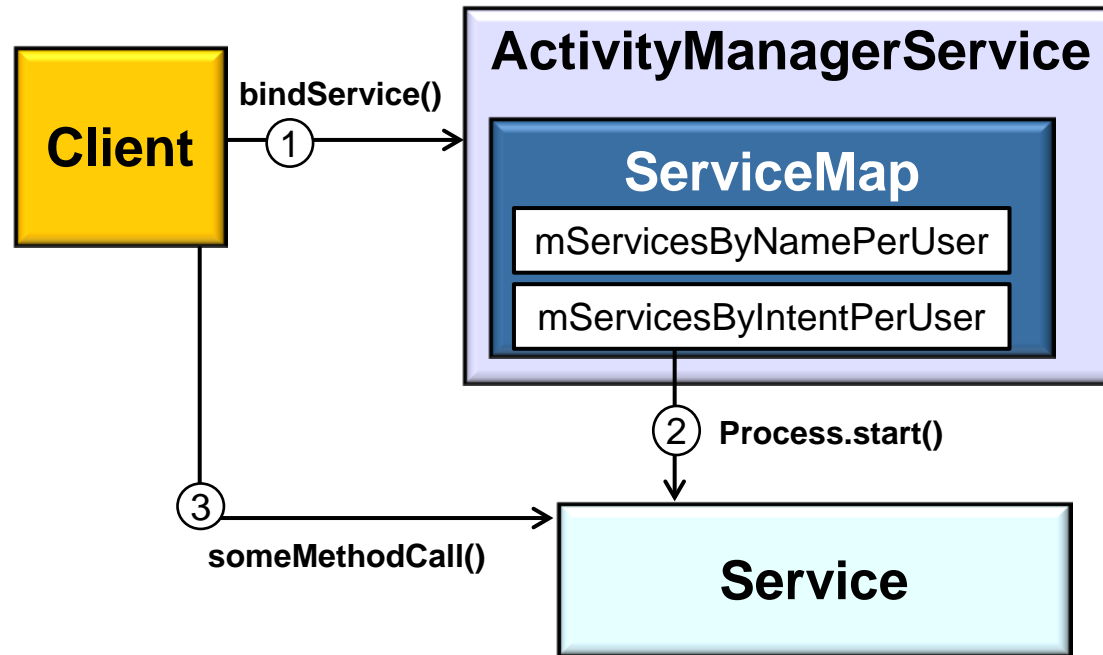 ActivityManagerService
bindService()
1
Client
ServiceMap
mServicesByNamePerUser
mServicesByIntentPerUser
2
Process.start()
3
someMethodCall()
Service